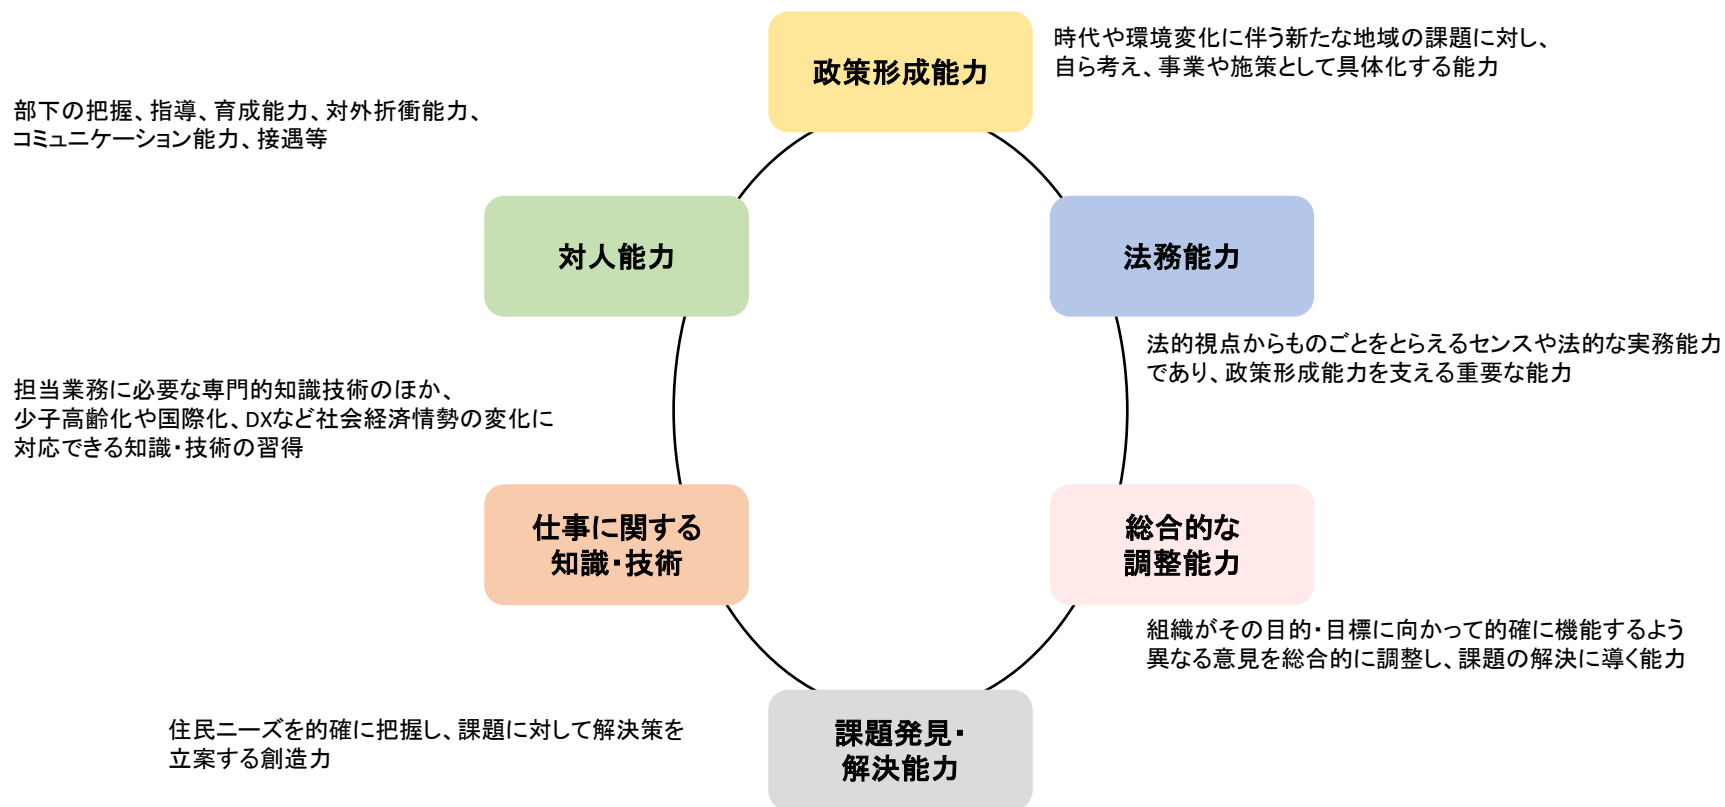 政策形成能力
時代や環境変化に伴う新たな地域の課題に対し、
自ら考え、事業や施策として具体化する能力
部下の把握、指導、育成能力、対外折衝能力、
コミュニケーション能力、接遇等
対人能力
法務能力
法的視点からものごとをとらえるセンスや法的な実務能力
であり、政策形成能力を支える重要な能力
担当業務に必要な専門的知識技術のほか、
少子高齢化や国際化、DXなど社会経済情勢の変化に
対応できる知識・技術の習得
仕事に関する
知識・技術
総合的な
調整能力
組織がその目的・目標に向かって的確に機能するよう
異なる意見を総合的に調整し、課題の解決に導く能力
住民ニーズを的確に把握し、課題に対して解決策を
立案する創造力
課題発見・
解決能力